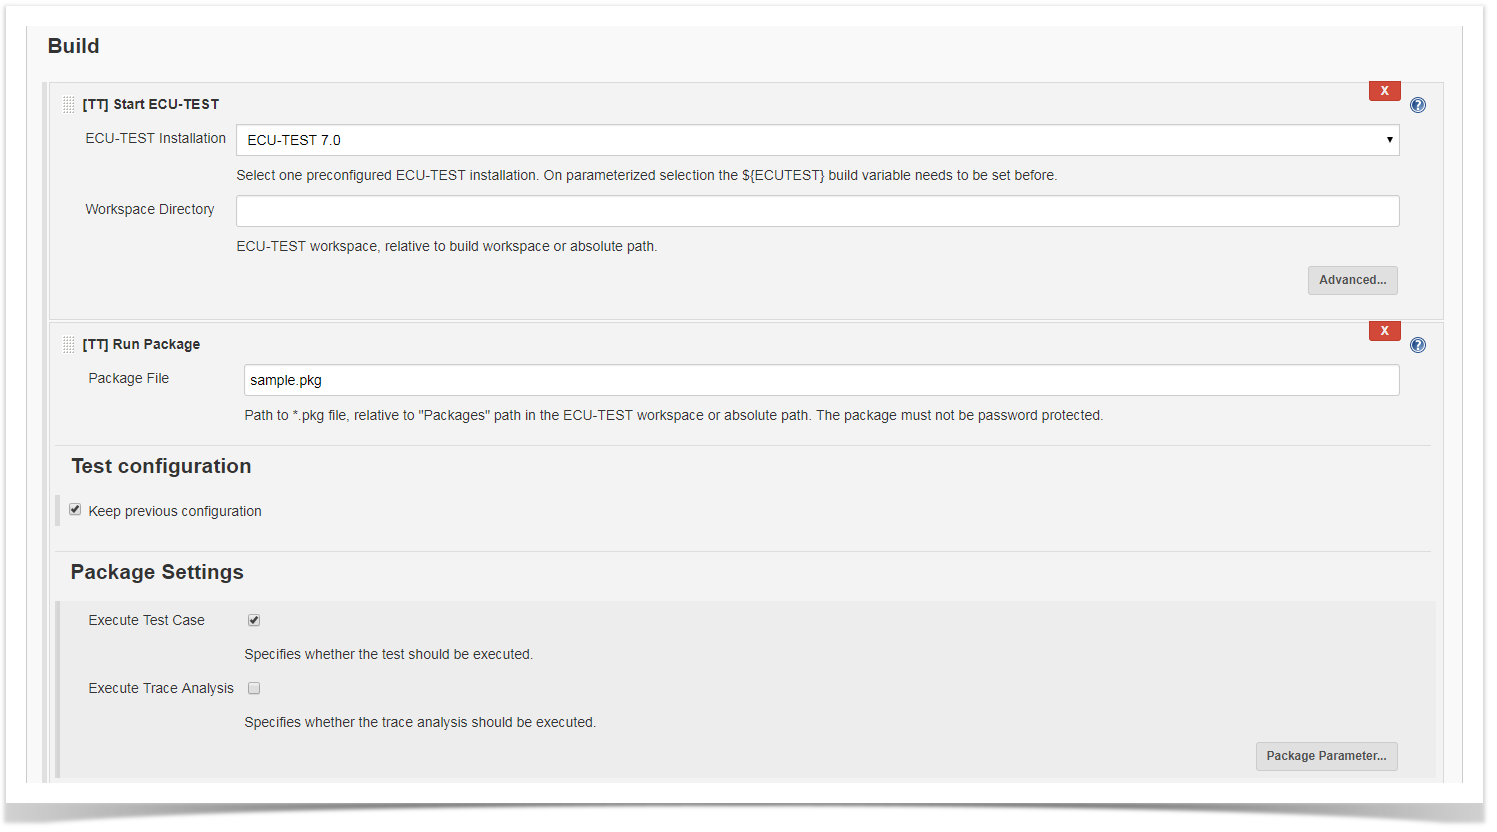 Build
[TT] Start ECU-TEST
X
?
ECU-TEST Installation
ECU-TEST 7.0
Select one preconfigured ECU-TEST installation. On parameterized selection the ${ECUTEST} build variable needs to be set before.
Workspace Directory
ECU-TEST workspace, relative to build workspace or absolute path.
Advanced...
[TT] Run Package
X
?
Package File
sample.pkg
Path to *.pkg file, relative to "Packages" path in the ECU-TEST workspace or absolute path. The package must not be password protected.
Test configuration
Keep previous configuration
Package Settings
Execute Test Case
Specifies whether the test should be executed.
Execute Trace Analysis
Specifies whether the trace analysis should be executed.
Package Parameter...